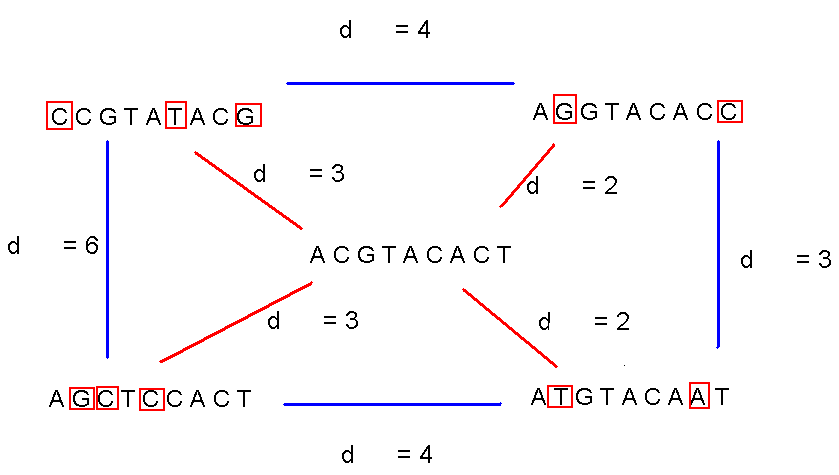 d = 4
CCGTATACG
AGGTACACC
d = 3
d = 2
d = 6
ACGTACACT
d = 3
d = 3
d = 2
AGCTCCACT
ATGTACAAT
d = 4